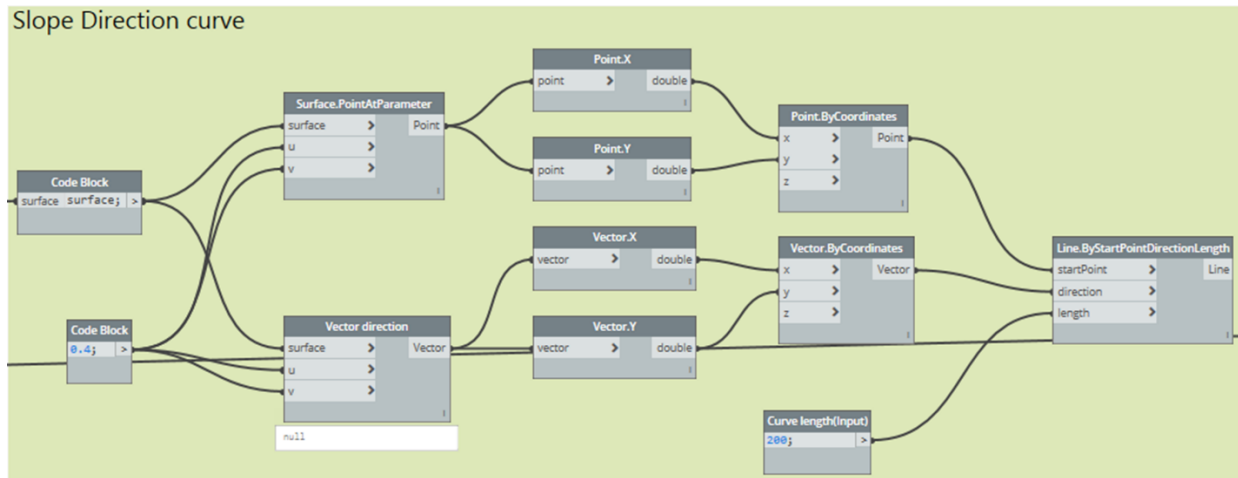 Slope Direction curve
Code Block
surface surface; >
Code Block
0.4; >
Surface.PointAtParameter
surface > Point
u >
v >
Vector direction
surface > Vector
u >
v >
null
Point.X
point > double
Point.Y
point > double
Vector.X
vector > double
Vector.Y
vector > double
Point.ByCoordinates
x > Point
y >
z >
Vector.ByCoordinates
x > Vector
y >
z >
Curve length(Input)
200; >
Line.ByStartPointDirectionLength
startPoint > Line
direction >
length >